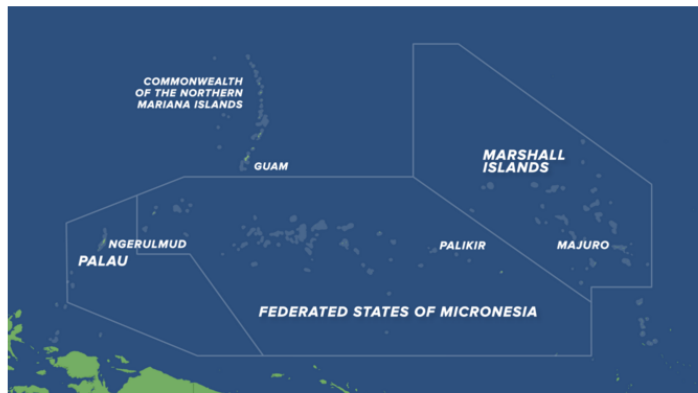 COMMONWEALTH
OF THE NORTHERN
MARIANA ISLANDS
GUAM
MARSHALL
ISLANDS
NGERULMUD
PALAU
PALIKIR
MAJURO
FEDERATED STATES OF MICRONESIA